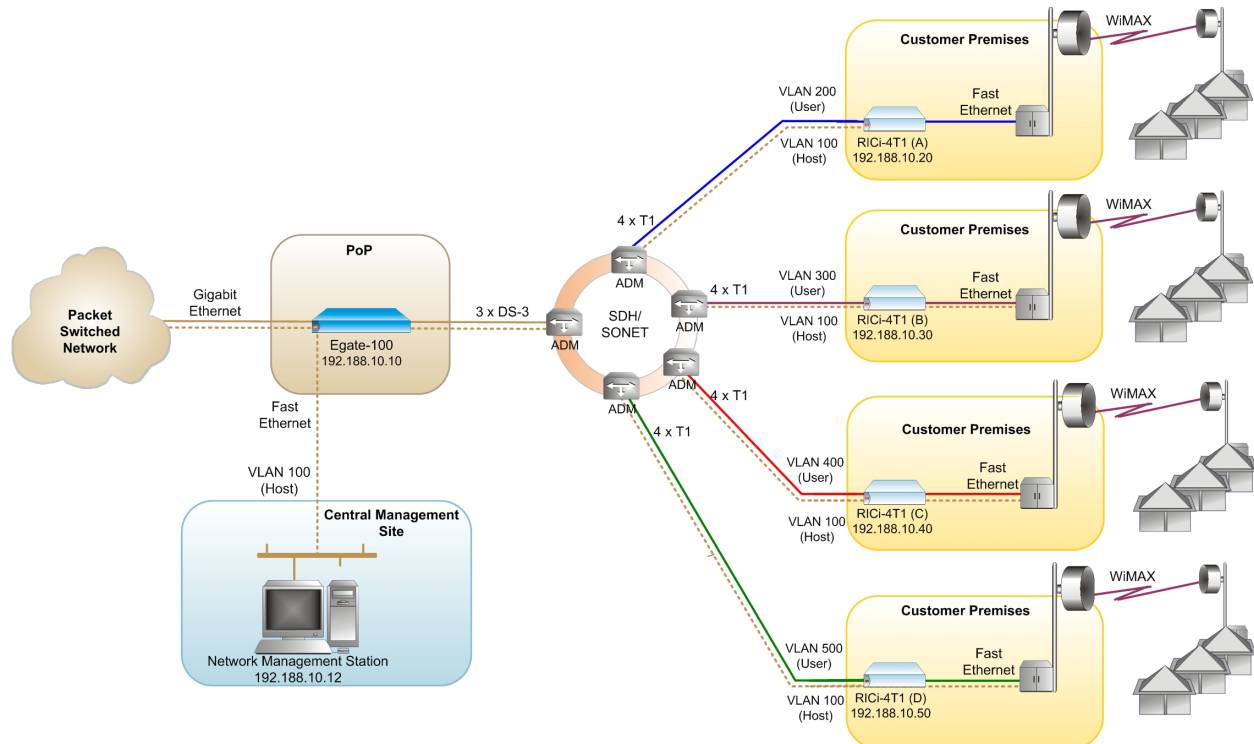 Packet
Switched
Network
Gigabit
Ethernet
PoP
Egate-100
192.188.10.10
3 x DS-3
Fast
Ethernet
VLAN 100
(Host)
Central Management
Site
Network Management Station
192.188.10.12
SDH/
SONET
ADM
ADM
ADM
ADM
ADM
4 x T1
VLAN 200
(User)
VLAN 100
(Host)
Customer Premises
RICi-4T1 (A)
192.188.10.20
Fast
Ethernet
WiMAX
4 x T1
VLAN 300
(User)
VLAN 100
(Host)
Customer Premises
RICi-4T1 (B)
192.188.10.30
Fast
Ethernet
WiMAX
4 x T1
VLAN 400
(User)
VLAN 100
(Host)
Customer Premises
RICi-4T1 (C)
192.188.10.40
Fast
Ethernet
WiMAX
4 x T1
VLAN 500
(User)
VLAN 100
(Host)
Customer Premises
RICi-4T1 (D)
192.188.10.50
Fast
Ethernet
WiMAX